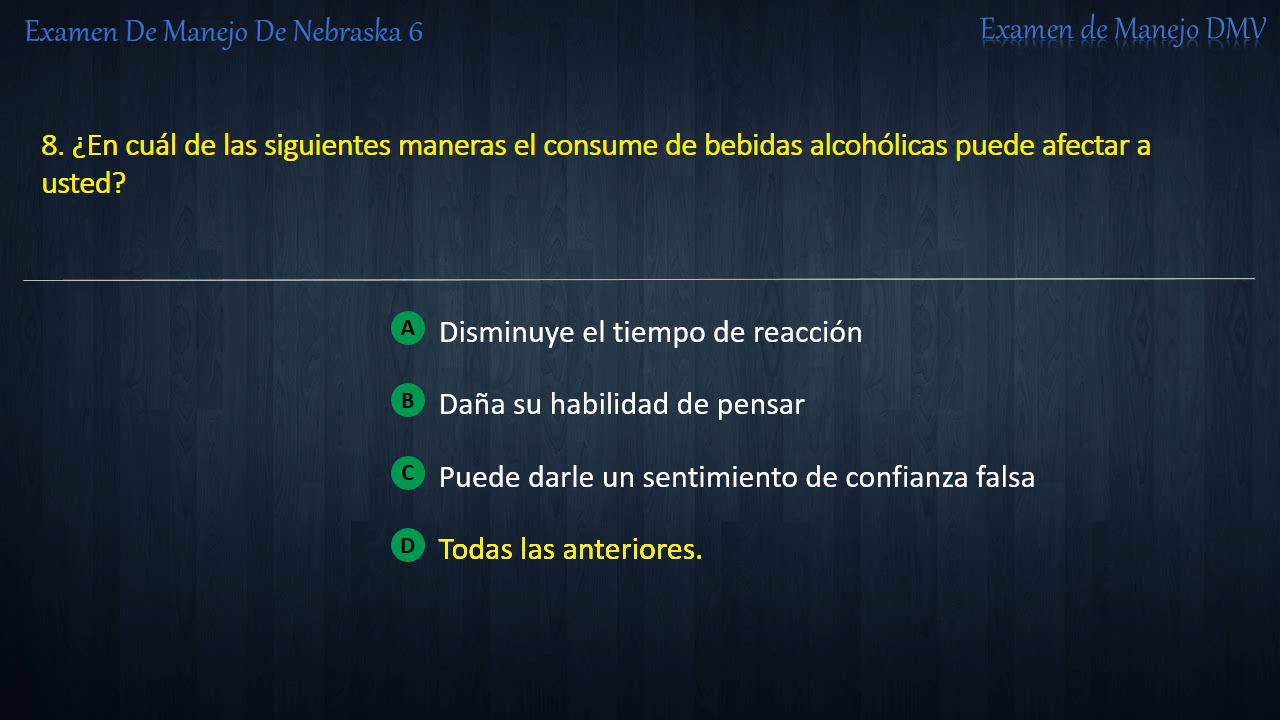 Examen De Manejo De Nebraska 6
Examen de Manejo DMV
8. ¿En cuál de las siguientes maneras el consume de bebidas alcohólicas puede afectar a
usted?
A Disminuye el tiempo de reacción
B Daña su habilidad de pensar
C Puede darle un sentimiento de confianza falsa
D Todas las anteriores.